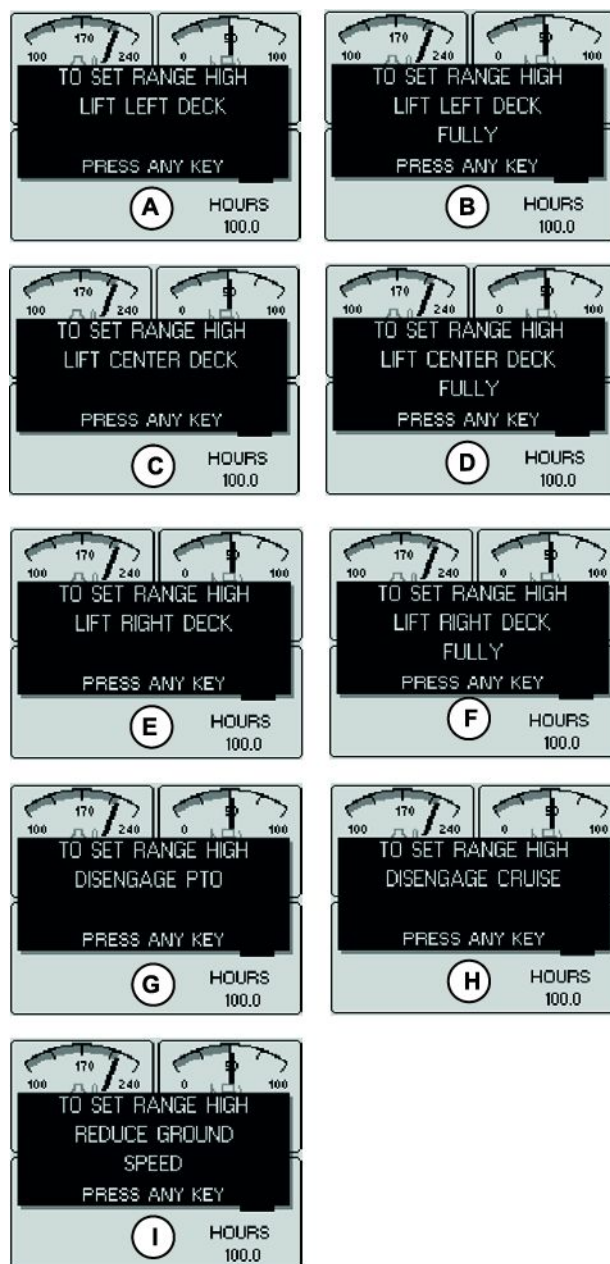 170 50
100 240 0 100
TO SET RANGE HIGH
LIFT LEFT DECK
PRESS ANY KEY
A HOURS
100.0
170 50
100 240 0 100
TO SET RANGE HIGH
LIFT LEFT DECK
FULLY
PRESS ANY KEY
B HOURS
100.0
170 50
100 240 0 100
TO SET RANGE HIGH
LIFT CENTER DECK
PRESS ANY KEY
C HOURS
100.0
170 50
100 240 0 100
TO SET RANGE HIGH
LIFT CENTER DECK
FULLY
PRESS ANY KEY
D HOURS
100.0
170 50
100 240 0 100
TO SET RANGE HIGH
LIFT RIGHT DECK
PRESS ANY KEY
E HOURS
100.0
170 50
100 240 0 100
TO SET RANGE HIGH
LIFT RIGHT DECK
FULLY
PRESS ANY KEY
F HOURS
100.0
170 50
100 240 0 100
TO SET RANGE HIGH
DISENGAGE PTO
PRESS ANY KEY
G HOURS
100.0
170 50
100 240 0 100
TO SET RANGE HIGH
DISENGAGE CRUISE
PRESS ANY KEY
H HOURS
100.0
170 50
100 240 0 100
TO SET RANGE HIGH
REDUCE GROUND
SPEED
PRESS ANY KEY
I HOURS
100.0